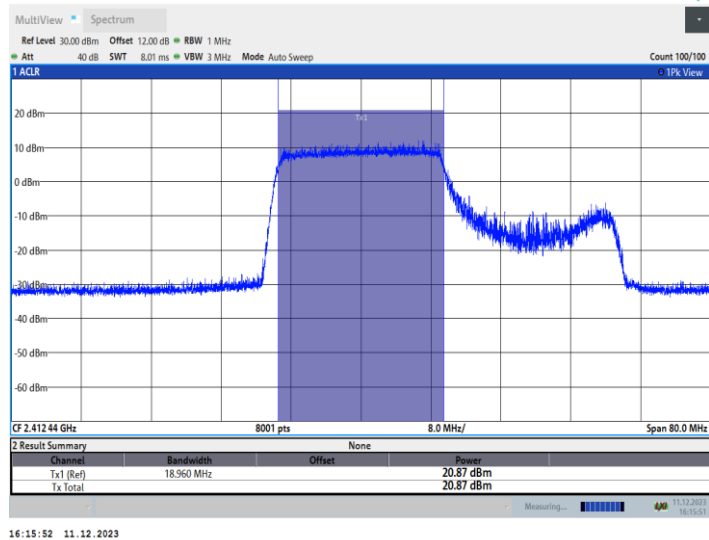 MultiView Spectrum
Ref Level 30.00 dBm Offset 12.00 dB RBW 1 MHz
Att 40 dB SWT 8.01 ms VBW 3 MHz Mode Auto Sweep Count 100/100
1 ACLR 1Pk View
Tx1
20 dBm
10 dBm
0 dBm
-10 dBm
-20 dBm
-30 dBm
-40 dBm
-50 dBm
-60 dBm
CF 2.412 44 GHz 8001 pts 8.0 MHz/ Span 80.0 MHz
2 Result Summary None
Channel Bandwidth Offset Power
Tx1 (Ref) 18.960 MHz 20.87 dBm
Tx Total 20.87 dBm
Measuring... 11.12.2023
16:15:51
16:15:52 11.12.2023